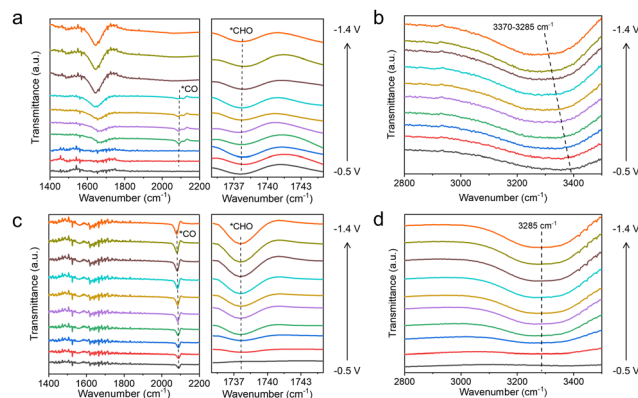 a
*CHO
-1.4 V
*CO
Transmittance (a.u.)
-0.5 V
1400 1600 1800 2000 2200
1737 1740 1743
Wavenumber (cm⁻¹)
Wavenumber (cm⁻¹)
b
3370-3285 cm⁻¹
-1.4 V
Transmittance (a.u.)
-0.5 V
2800 3000 3200 3400
Wavenumber (cm⁻¹)
c
*CHO
-1.4 V
*CO
Transmittance (a.u.)
-0.5 V
1400 1600 1800 2000 2200
1737 1740 1743
Wavenumber (cm⁻¹)
Wavenumber (cm⁻¹)
d
3285 cm⁻¹
-1.4 V
Transmittance (a.u.)
-0.5 V
2800 3000 3200 3400
Wavenumber (cm⁻¹)